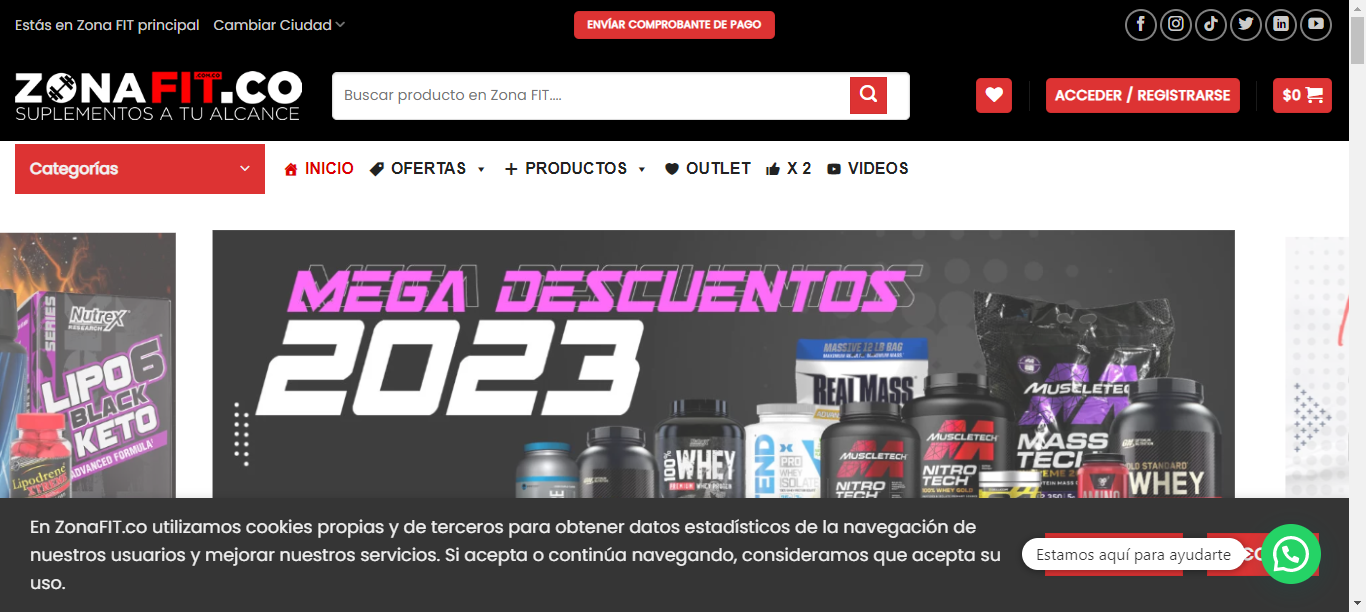 Estás en Zona FIT principal Cambiar Ciudad
ENVÍAR COMPROBANTE DE PAGO
ZONAFIT.CO
.COM.CO
SUPLEMENTOS A TU ALCANCE
Buscar producto en Zona FIT....
ACCEDER / REGISTRARSE
$0
Categorías
INICIO OFERTAS PRODUCTOS OUTLET X 2 VIDEOS
MEGA DESCUENTOS
2023
SERIES
Nutrex
RESEARCH
LIPO6
BLACK
KETO
ADVANCED FORMULA!
Lipodrene
XTREME
MASSIVE 12 LB BAG
REAL MASS
100% WHEY
PRO
WHEY
ISOLATE
MUSCLETECH
NITRO
TECH
MUSCLETECH
NITRO
TECH
100% WHEY GOLD
MUSCLETEC
MASS
TECH
GOLD STANDARD
WHEY
AMINO
En ZonaFIT.co utilizamos cookies propias y de terceros para obtener datos estadísticos de la navegación de
nuestros usuarios y mejorar nuestros servicios. Si acepta o continúa navegando, consideramos que acepta su
uso.
Estamos aquí para ayudarte